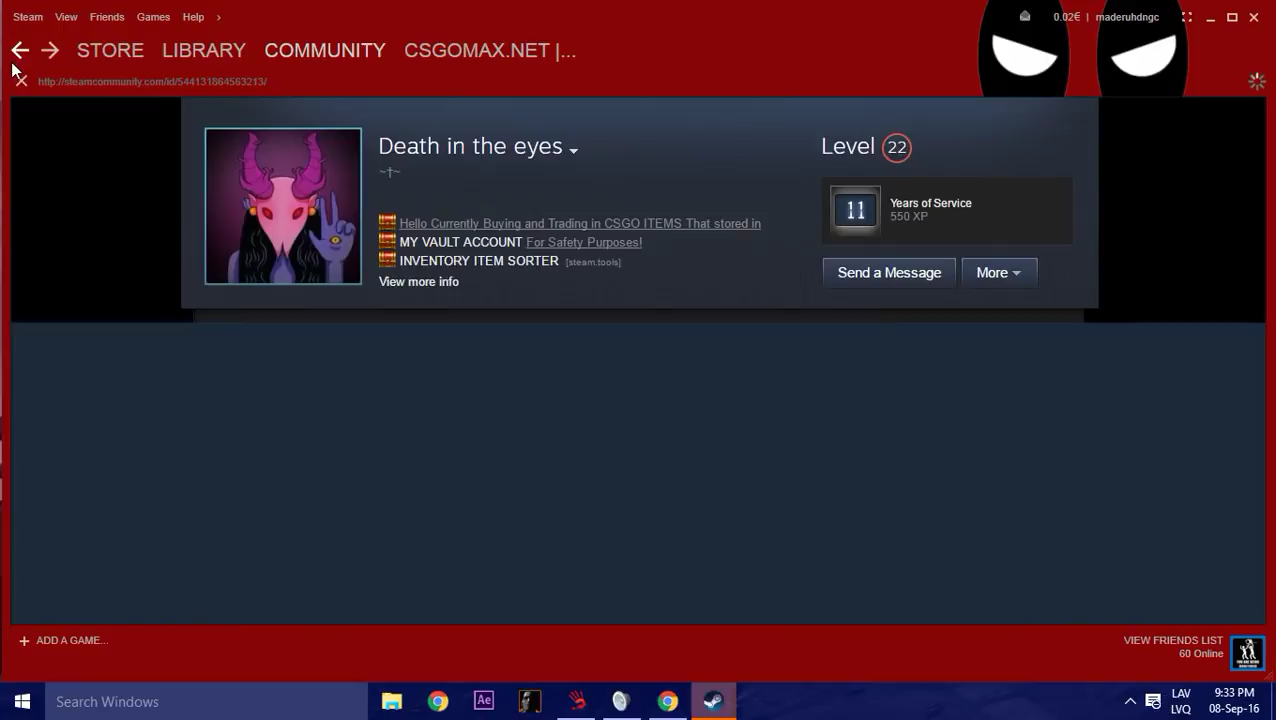 Steam View Friends Games Help › 0.02€ | maderuhdngc
STORE LIBRARY COMMUNITY CSGOMAX.NET |...
http://steamcommunity.com/id/544131864563213/
Death in the eyes
~†~
Level 22
11 Years of Service
550 XP
Hello Currently Buying and Trading in CSGO ITEMS That stored in
MY VAULT ACCOUNT For Safety Purposes!
INVENTORY ITEM SORTER [steam.tools]
View more info
Send a Message More
+ ADD A GAME...
VIEW FRIENDS LIST
60 Online
Search Windows
Ae
LAV
LVQ
9:33 PM
08-Sep-16